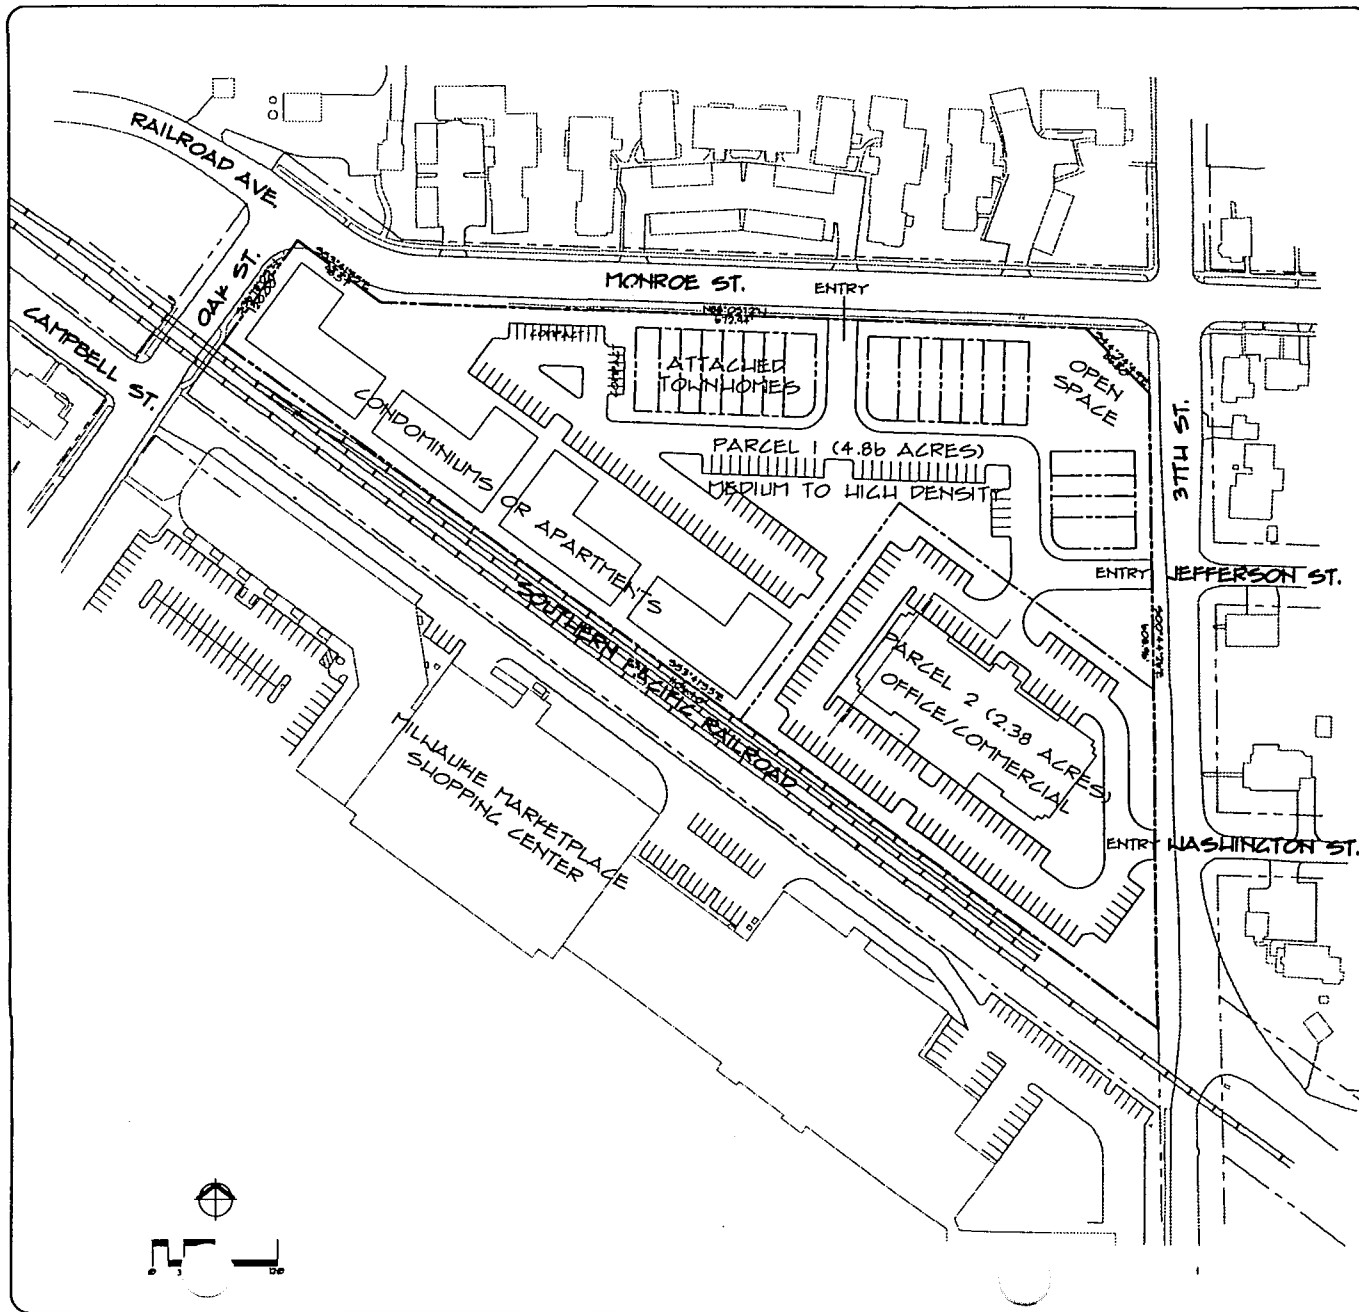 RAILROAD AVE.
OAK ST.
CAMPBELL ST.
MONROE ST.
ENTRY
COMPACT
ATTACHED
TOWNHOMES
OPEN
SPACE
CONDOMINIUMS OR APARTMENTS
PARCEL 1 (4.86 ACRES)
MEDIUM TO HIGH DENSITY
37TH ST.
ENTRY
JEFFERSON ST.
SOUTHERN PACIFIC RAILROAD
PARCEL 2 (2.38 ACRES)
OFFICE/COMMERCIAL
MILWAUKIE MARKETPLACE
SHOPPING CENTER
ENTRY
WASHINGTON ST.